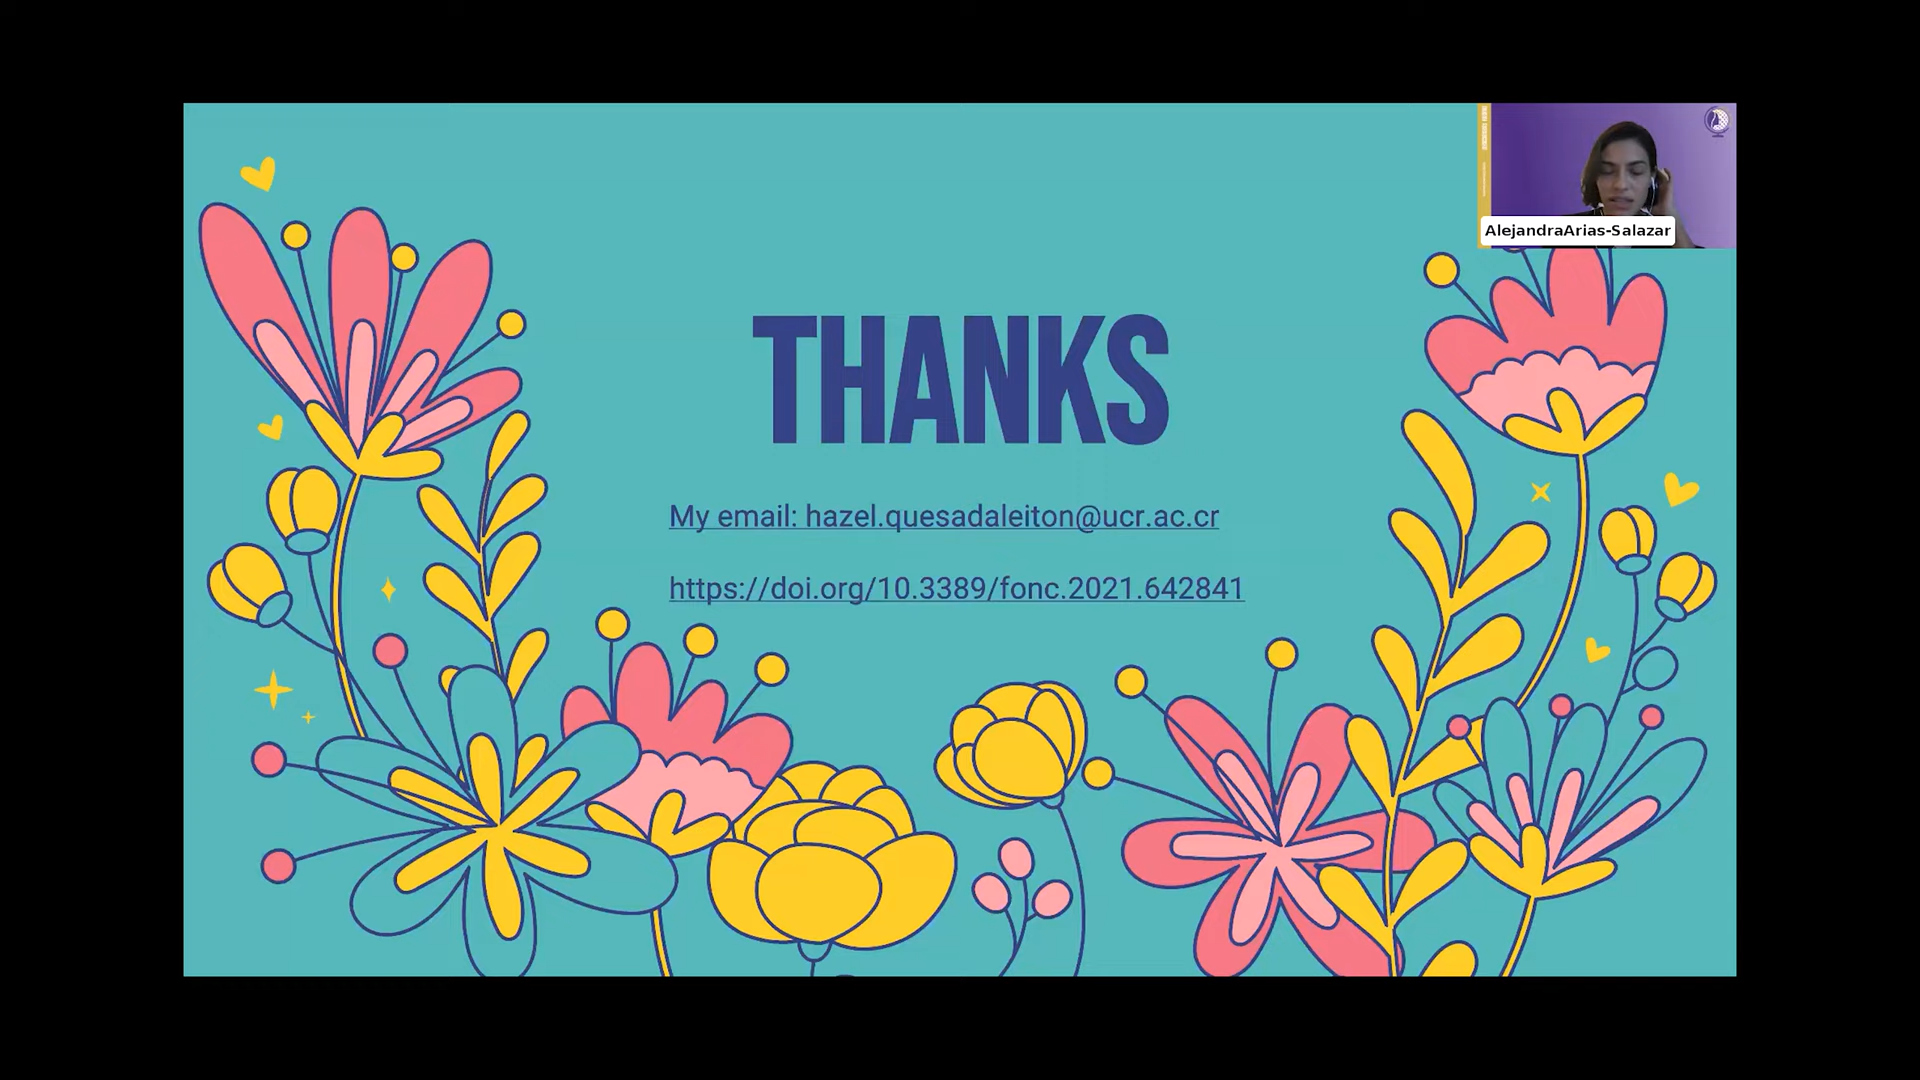 AlejandraArias-Salazar
THANKS
My email: hazel.quesadaleiton@ucr.ac.cr
https://doi.org/10.3389/fonc.2021.642841